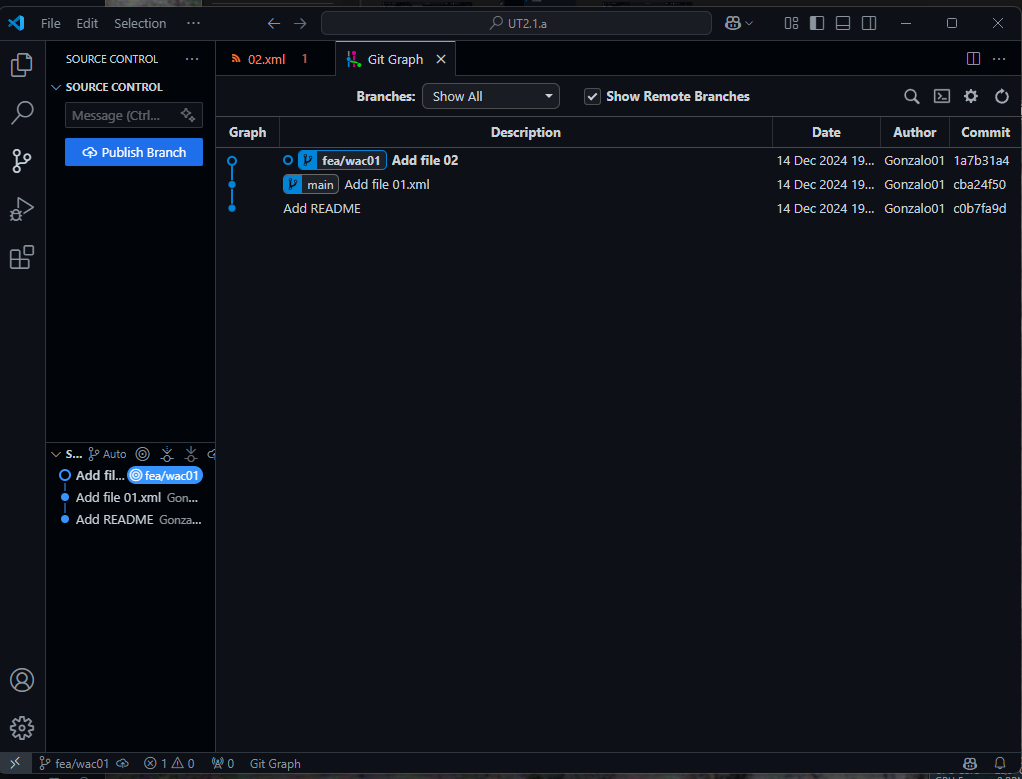 File Edit Selection ··· UT2.1.a
SOURCE CONTROL ···
02.xml 1 Git Graph
SOURCE CONTROL
Message (Ctrl...
Publish Branch
Branches: Show All Show Remote Branches
Graph Description Date Author Commit
fea/wac01 Add file 02 14 Dec 2024 19... Gonzalo01 1a7b31a4
main Add file 01.xml 14 Dec 2024 19... Gonzalo01 cba24f50
Add README 14 Dec 2024 19... Gonzalo01 c0b7fa9d
S... Auto
Add fil... fea/wac01
Add file 01.xml Gon...
Add README Gonza...
fea/wac01 1 0 0 Git Graph